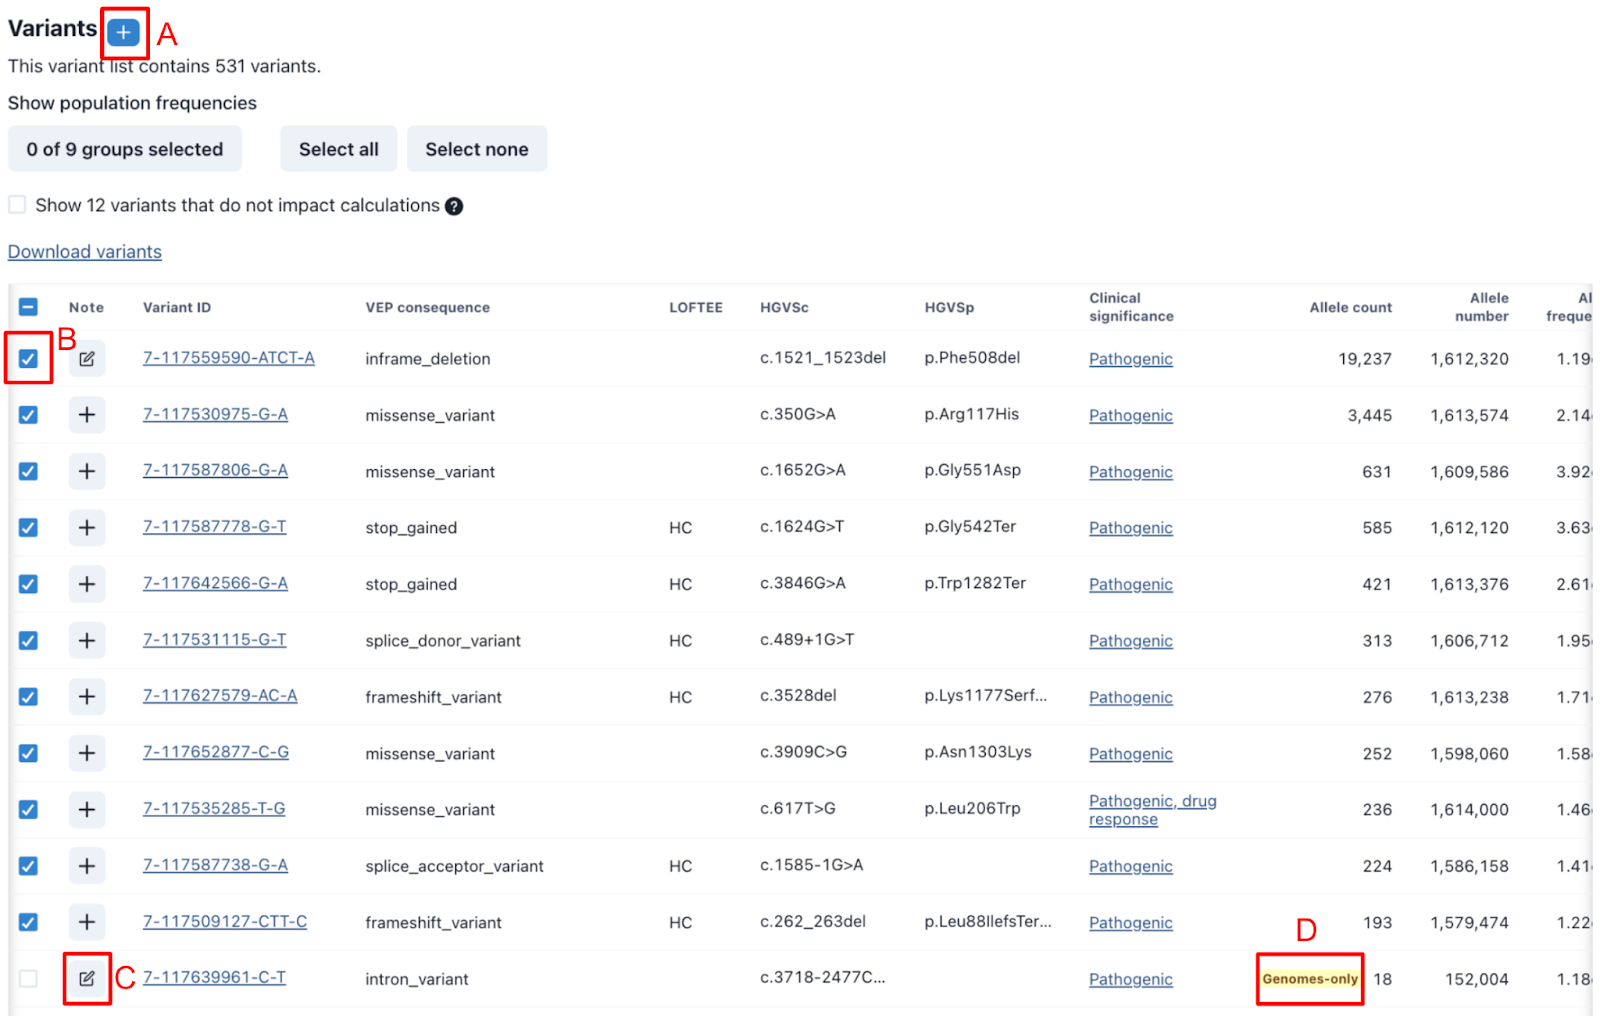 Variants + A
This variant list contains 531 variants.
Show population frequencies
0 of 9 groups selected Select all Select none
Show 12 variants that do not impact calculations ?
Download variants
Note Variant ID VEP consequence LOFTEE HGVSc HGVSp Clinical significance Allele count Allele number Al freque
B
7-117559590-ATCT-A inframe_deletion c.1521_1523del p.Phe508del Pathogenic 19,237 1,612,320 1.19
+ 7-117530975-G-A missense_variant c.350G>A p.Arg117His Pathogenic 3,445 1,613,574 2.14
+ 7-117587806-G-A missense_variant c.1652G>A p.Gly551Asp Pathogenic 631 1,609,586 3.92
+ 7-117587778-G-T stop_gained HC c.1624G>T p.Gly542Ter Pathogenic 585 1,612,120 3.63
+ 7-117642566-G-A stop_gained HC c.3846G>A p.Trp1282Ter Pathogenic 421 1,613,376 2.61
+ 7-117531115-G-T splice_donor_variant HC c.489+1G>T Pathogenic 313 1,606,712 1.95
+ 7-117627579-AC-A frameshift_variant HC c.3528del p.Lys1177Serf... Pathogenic 276 1,613,238 1.71
+ 7-117652877-C-G missense_variant c.3909C>G p.Asn1303Lys Pathogenic 252 1,598,060 1.58
+ 7-117535285-T-G missense_variant c.617T>G p.Leu206Trp Pathogenic, drug response 236 1,614,000 1.46
+ 7-117587738-G-A splice_acceptor_variant HC c.1585-1G>A Pathogenic 224 1,586,158 1.41
+ 7-117509127-CTT-C frameshift_variant HC c.262_263del p.Leu88IlefsTer... Pathogenic 193 1,579,474 1.22
D
C 7-117639961-C-T intron_variant c.3718-2477C... Pathogenic Genomes-only 18 152,004 1.18